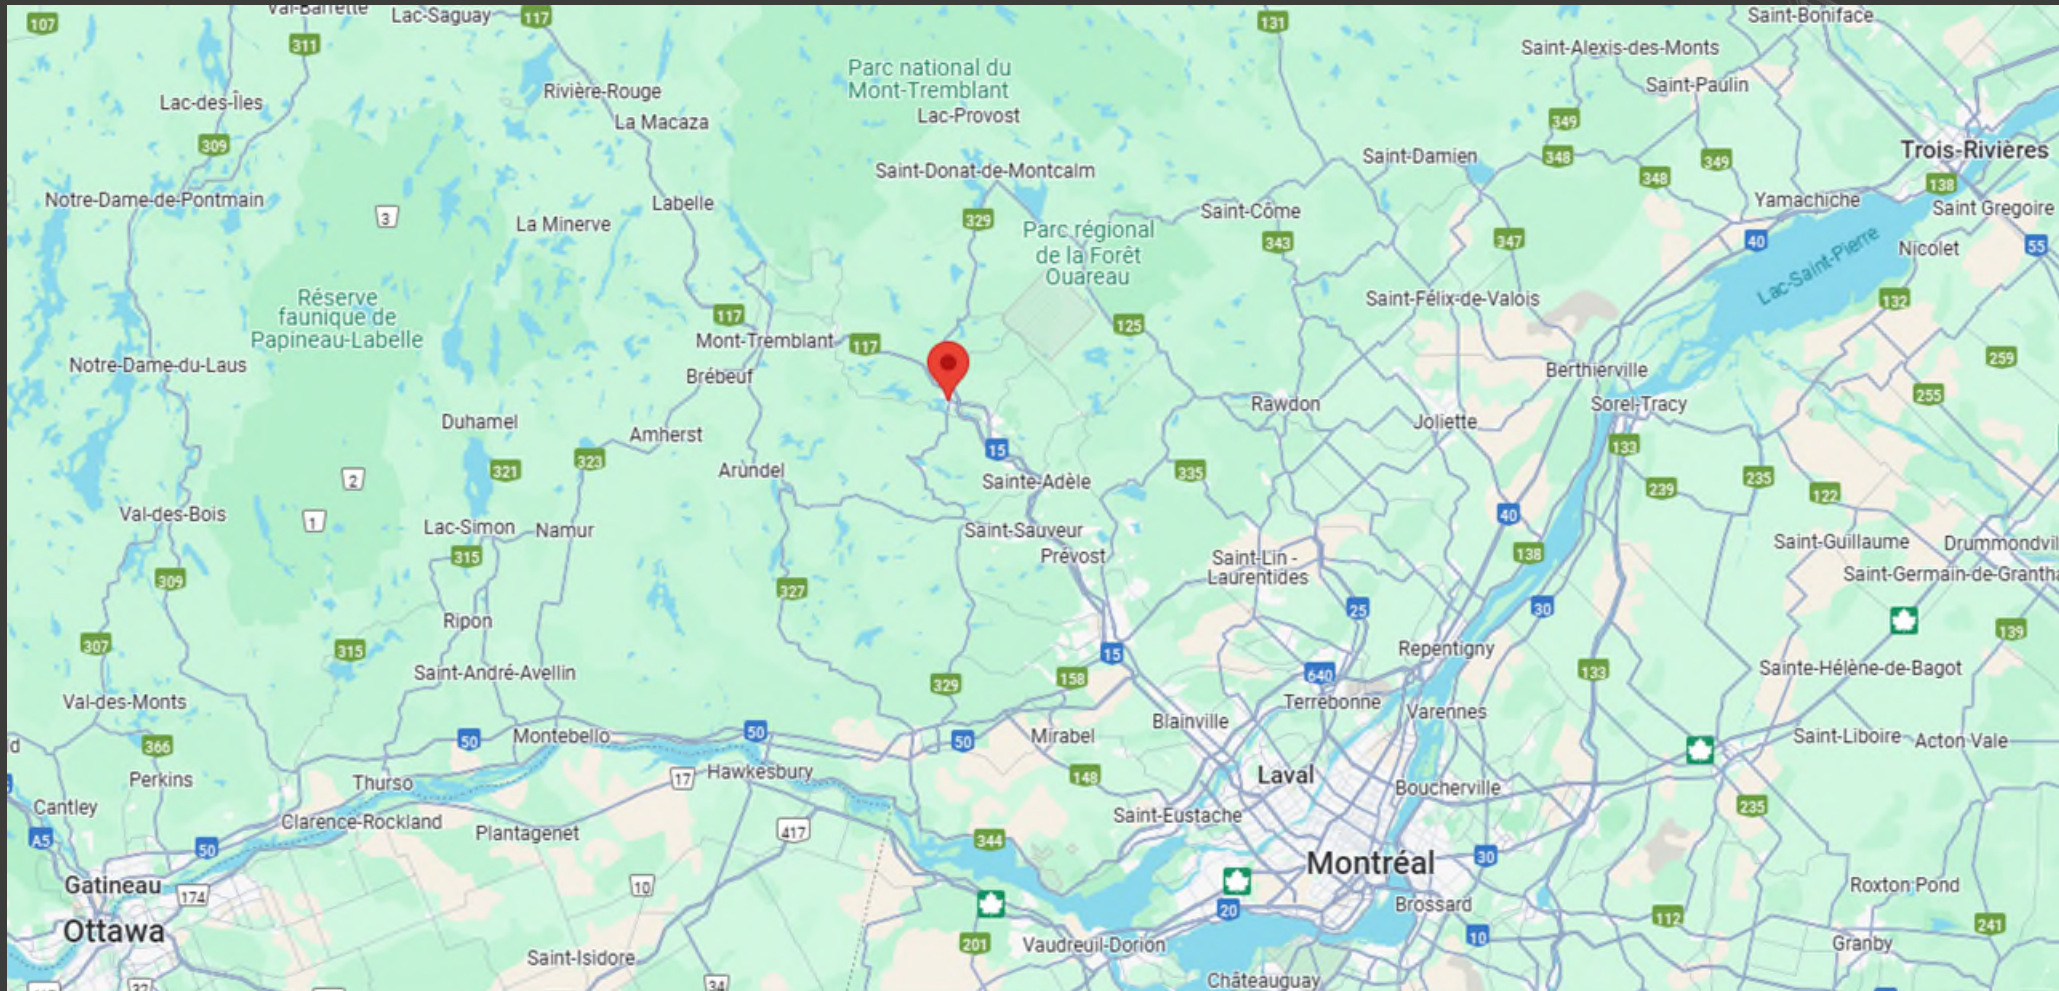 107
Val-Barrette
Lac-Saguay
117
131
Saint-Boniface
311
Saint-Alexis-des-Monts
Parc national du
Mont-Tremblant
Saint-Paulin
Rivière-Rouge
Lac-des-Îles
Lac-Provost
La Macaza
349
309
Saint-Donat-de-Montcalm
Saint-Damien
348
349
Trois-Rivières
348
138
Notre-Dame-de-Pontmain
3
La Minerve
Labelle
329
Saint-Côme
Yamachiche
Saint Gregoire
Parc régional
de la Forêt
Ouareau
343
347
40
Nicolet
55
Lac-Saint-Pierre
Réserve
faunique de
Papineau-Labelle
117
125
Saint-Félix-de-Valois
132
Mont-Tremblant
117
Notre-Dame-du-Laus
Brébeuf
Berthierville
259
255
Duhamel
Amherst
Rawdon
Joliette
Sorel-Tracy
133
15
323
321
Arundel
2
Sainte-Adèle
335
239
235
122
1
Val-des-Bois
Lac-Simon
Namur
Saint-Sauveur
40
315
Prévost
Saint-Lin -
Laurentides
138
Saint-Guillaume
Drummondvil
Saint-Germain-de-Grantha
309
327
25
30
Ripon
307
315
15
Repentigny
139
Saint-André-Avellin
329
158
640
133
Sainte-Hélène-de-Bagot
Val-des-Monts
Terrebonne
Varennes
366
50
Montebello
50
50
Mirabel
Blainville
Saint-Liboire
Acton Vale
ld
Perkins
Thurso
17
Hawkesbury
148
Laval
Boucherville
Cantley
Clarence-Rockland
Plantagenet
417
Saint-Eustache
235
A5
50
344
Montréal
30
Gatineau
174
10
Roxton Pond
Ottawa
20
Brossard
112
241
201
Vaudreuil-Dorion
10
Granby
Saint-Isidore
34
Châteauguay